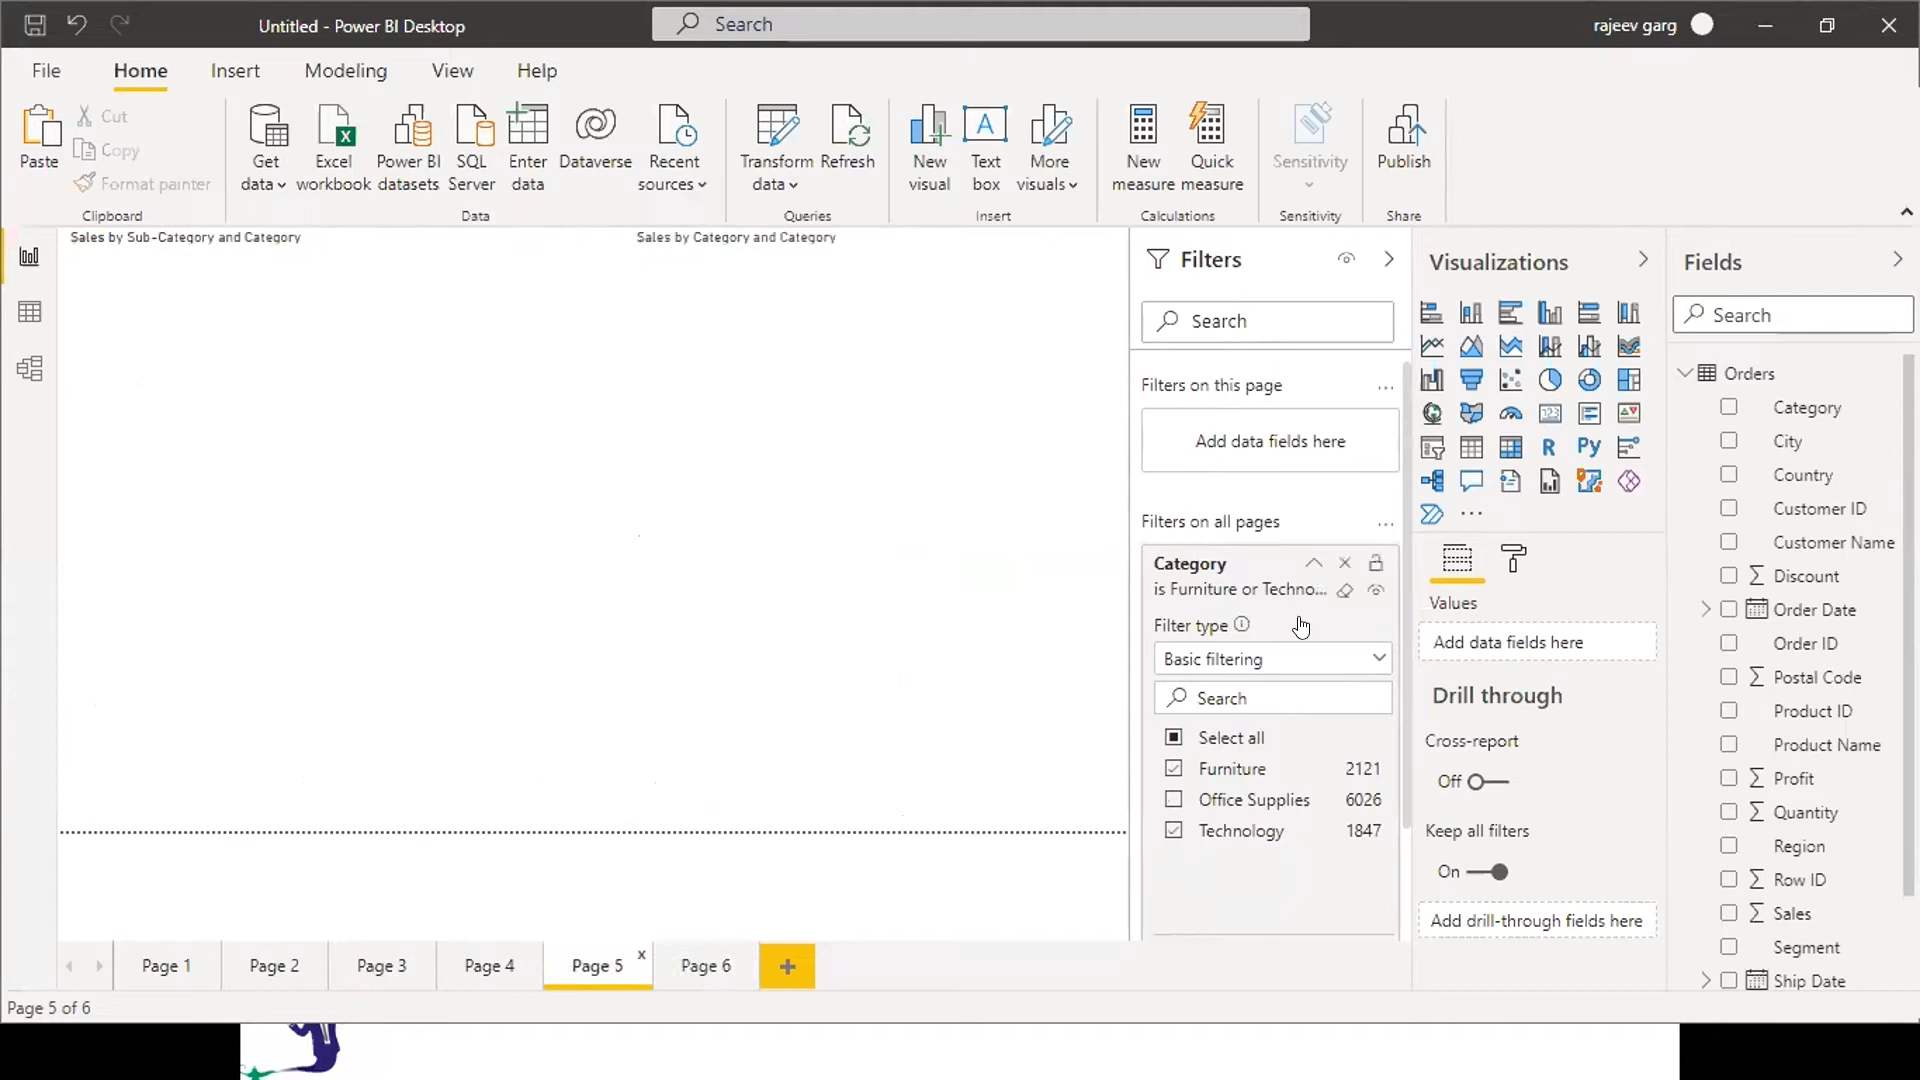 Untitled - Power BI Desktop
Search
rajeev garg
File
Home
Insert
Modeling
View
Help
Paste
Cut
Copy
Format painter
Clipboard
Get data
Excel workbook
Power BI datasets
SQL Server
Enter data
Dataverse
Recent sources
Data
Transform data
Refresh
Queries
New visual
Text box
More visuals
Insert
New measure
Quick measure
Calculations
Sensitivity
Sensitivity
Publish
Share
Sales by Sub-Category and Category
Sales by Category and Category
Filters
Search
Filters on this page
...
Add data fields here
Filters on all pages
...
Category
is Furniture or Techno...
Filter type
Basic filtering
Search
Select all
Furniture 2121
Office Supplies 6026
Technology 1847
Visualizations
R
Py
...
Values
Add data fields here
Drill through
Cross-report
Off
Keep all filters
On
Add drill-through fields here
Fields
Search
Orders
Category
City
Country
Customer ID
Customer Name
Σ Discount
Order Date
Order ID
Σ Postal Code
Product ID
Product Name
Σ Profit
Σ Quantity
Region
Σ Row ID
Σ Sales
Segment
Ship Date
Page 1
Page 2
Page 3
Page 4
Page 5
x
Page 6
+
Page 5 of 6